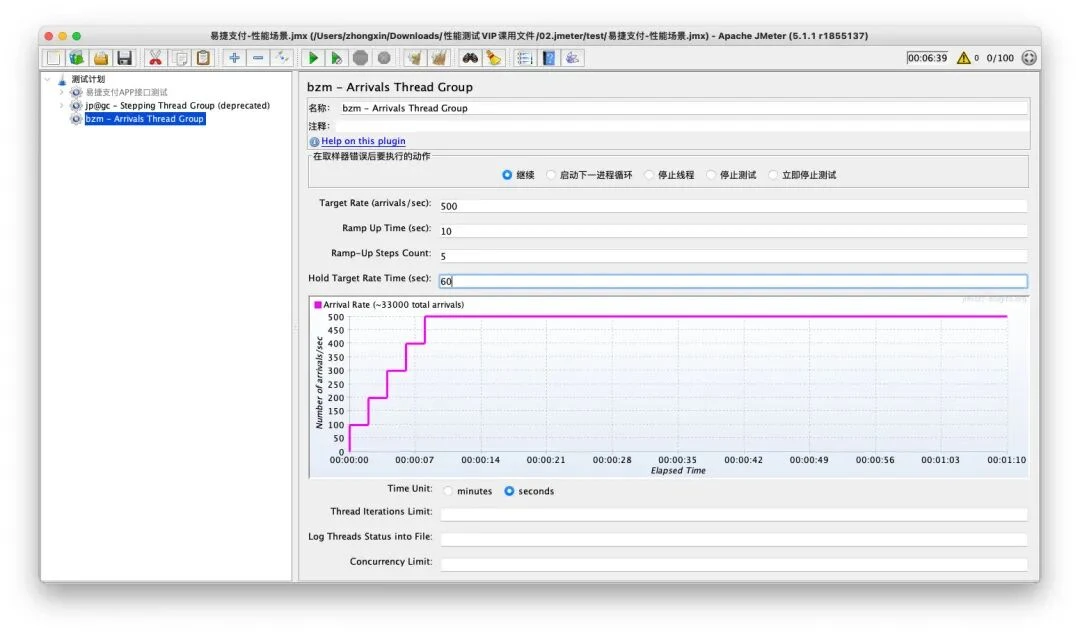 易捷支付-性能场景.jmx (/Users/zhongxin/Downloads/性能测试VIP课用文件/02.jmeter/test/易捷支付-性能场景.jmx) - Apache JMeter (5.1.1 r1855137)
00:06:39 0 0/100
测试计划
易捷支付APP接口测试
jp@gc - Stepping Thread Group (deprecated)
bzm - Arrivals Thread Group
bzm - Arrivals Thread Group
名称: bzm - Arrivals Thread Group
注释:
Help on this plugin
在取样器错误后要执行的动作
继续 启动下一进程循环 停止线程 停止测试 立即停止测试
Target Rate (arrivals/sec): 500
Ramp Up Time (sec): 10
Ramp-Up Steps Count: 5
Hold Target Rate Time (sec): 60
Arrival Rate (~33000 total arrivals)
500
450
400
350
300
250
200
150
100
50
0
Number of arrivals/sec
00:00:00 00:00:07 00:00:14 00:00:21 00:00:28 00:00:35 00:00:42 00:00:49 00:00:56 00:01:03 00:01:10
Elapsed Time
Time Unit: minutes seconds
Thread Iterations Limit:
Log Threads Status into File:
Concurrency Limit: